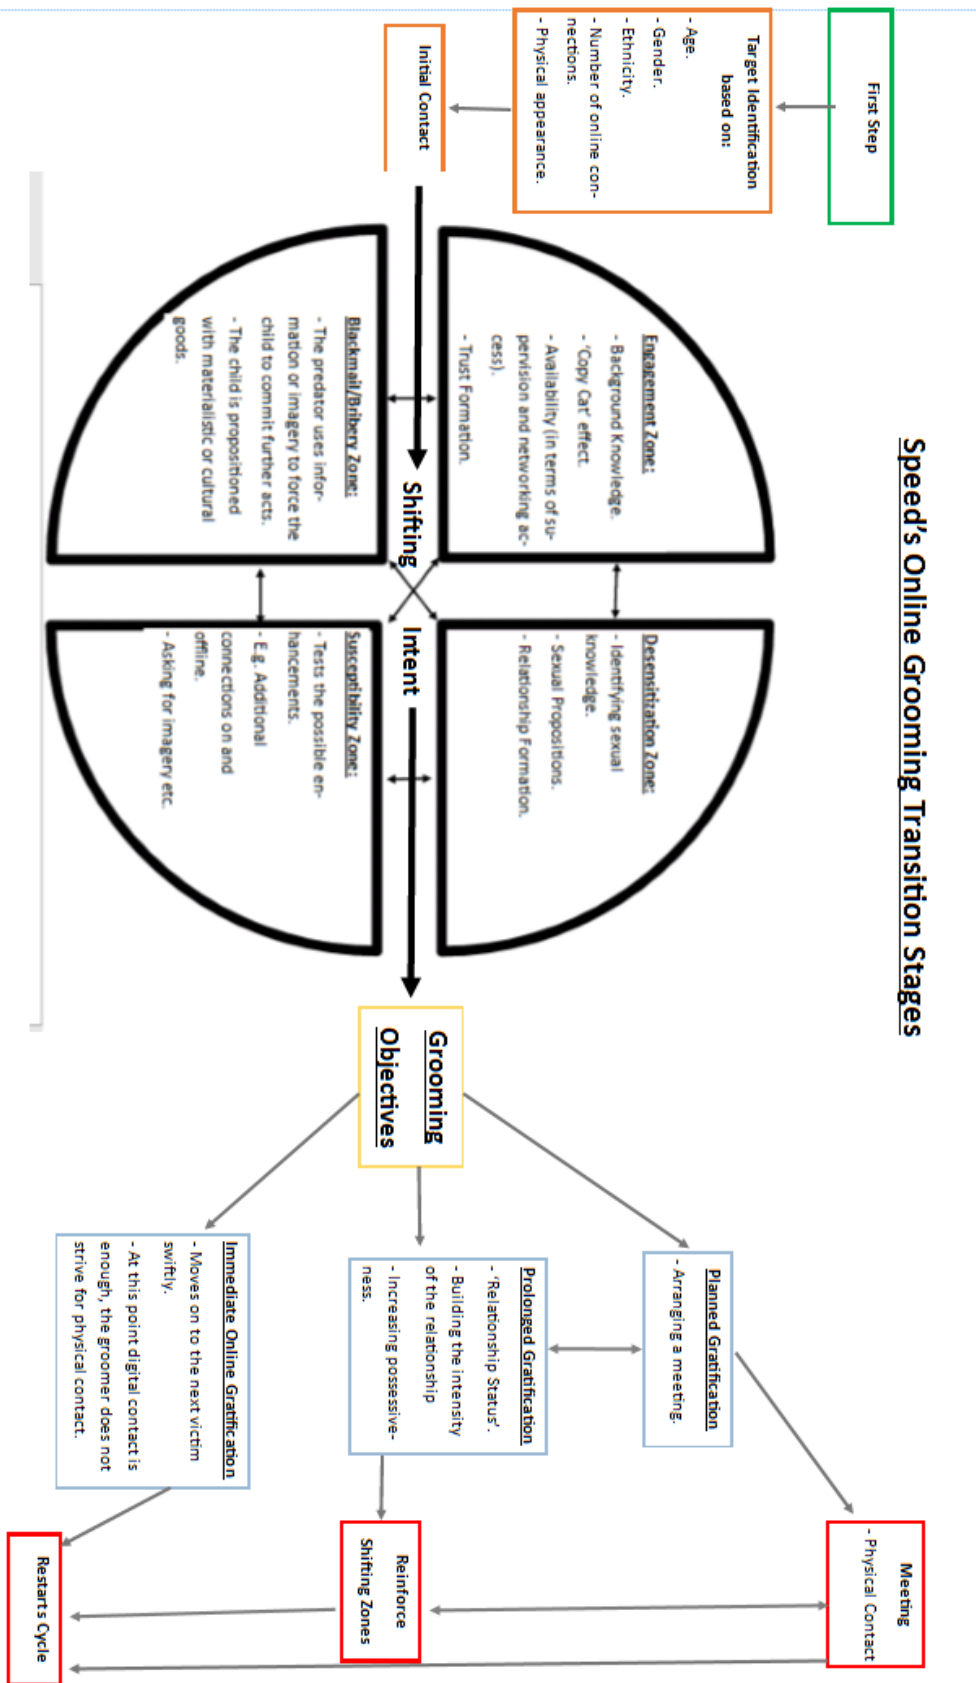 Speed's Online Grooming Transition Stages
First Step
Target Identification
based on:
- Age.
- Gender.
- Ethnicity.
- Number of online con-
nections.
- Physical appearance.
Initial Contact
Engagement Zone:
- Background Knowledge.
- 'Copy Cat' effect.
- Availability (in terms of su-
pervision and networking ac-
cess).
- Trust Formation.
Desensitization Zone:
- Identifying sexual
knowledge.
- Sexual Propositions.
- Relationship Formation.
Shifting Intent
Blackmail/Bribery Zone:
- The predator uses infor-
mation or imagery to force the
child to commit further acts.
- The child is propositioned
with materialistic or cultural
goods.
Susceptibility Zone:
- Tests the possible en-
hancements.
- E.g. Additional
connections on and
offline.
- Asking for imagery etc.
Grooming
Objectives
Planned Gratification
- Arranging a meeting.
Prolonged Gratification
- 'Relationship Status'.
- Building the intensity
of the relationship
- Increasing possessive-
ness.
Immediate Online Gratification
- Moves on to the next victim
swiftly.
- At this point digital contact is
enough, the groomer does not
strive for physical contact.
Meeting
- Physical Contact
Reinforce
Shifting Zones
Restarts Cycle